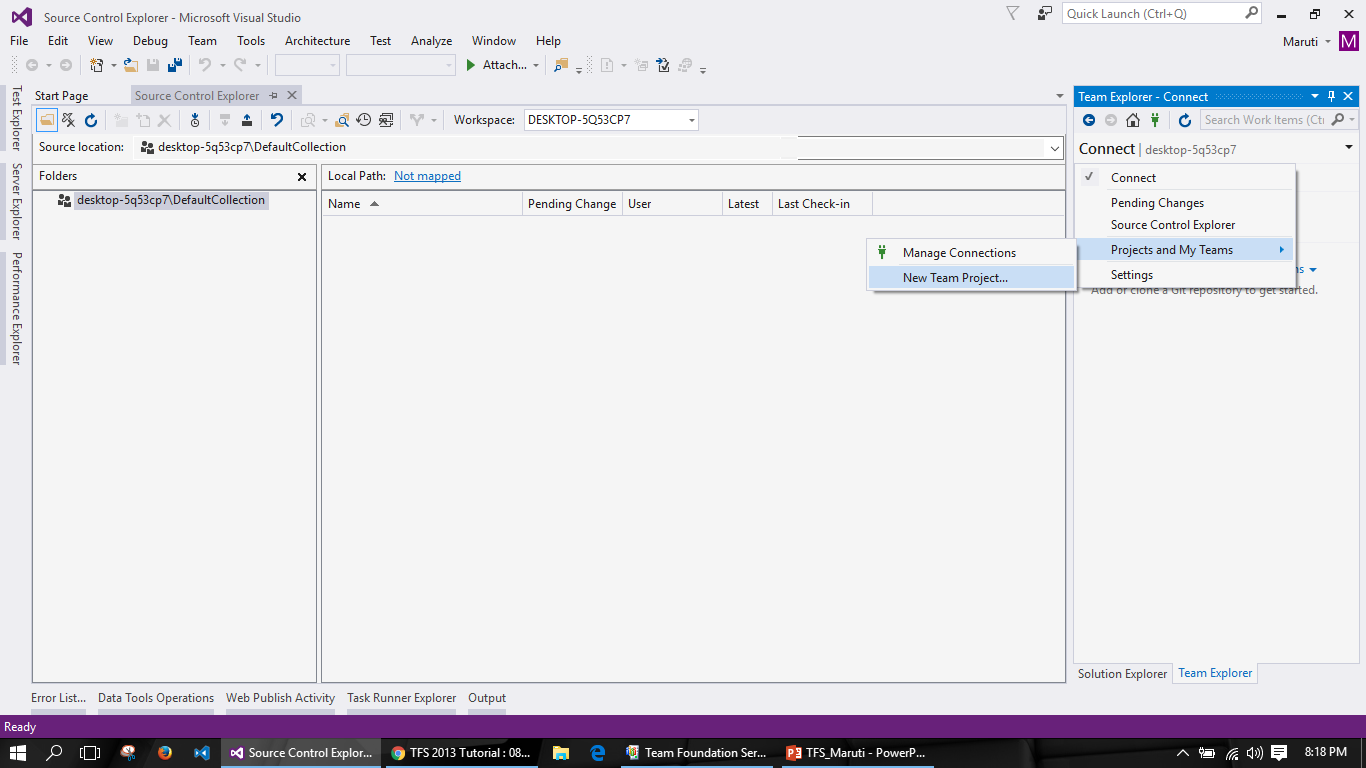 Source Control Explorer - Microsoft Visual Studio
Quick Launch (Ctrl+Q)
File Edit View Debug Team Tools Architecture Test Analyze Window Help
Maruti M
Attach...
Test Explorer
Server Explorer
Performance Explorer
Start Page Source Control Explorer
Workspace: DESKTOP-5Q53CP7
Source location: desktop-5q53cp7\DefaultCollection
Folders
desktop-5q53cp7\DefaultCollection
Local Path: Not mapped
Name Pending Change User Latest Last Check-in
Manage Connections
New Team Project...
Team Explorer - Connect
Search Work Items (Ctr
Connect | desktop-5q53cp7
Connect
Pending Changes
Source Control Explorer
Projects and My Teams
Settings
Add or clone a Git repository to get started.
Solution Explorer Team Explorer
Error List... Data Tools Operations Web Publish Activity Task Runner Explorer Output
Ready
Source Control Explor... TFS 2013 Tutorial : 08... Team Foundation Ser... TFS_Maruti - PowerP... 8:18 PM